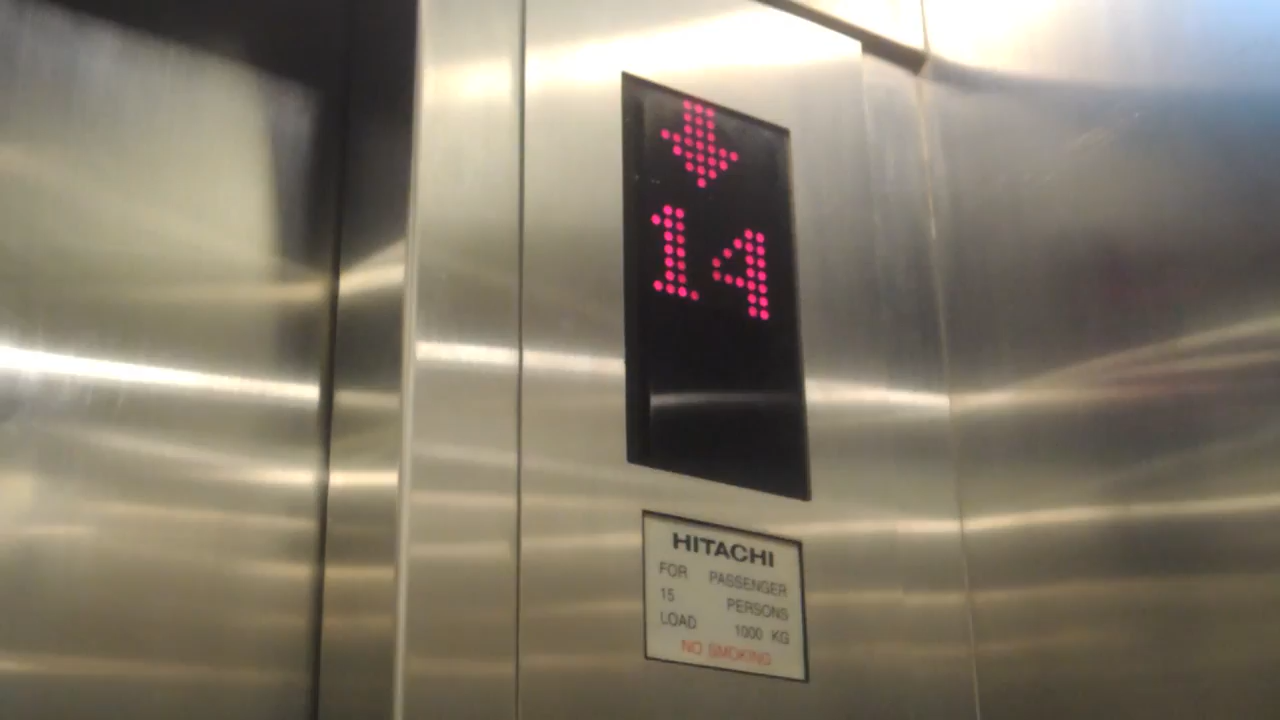 14
HITACHI
FOR PASSENGER
15 PERSONS
LOAD 1000 KG
NO SMOKING